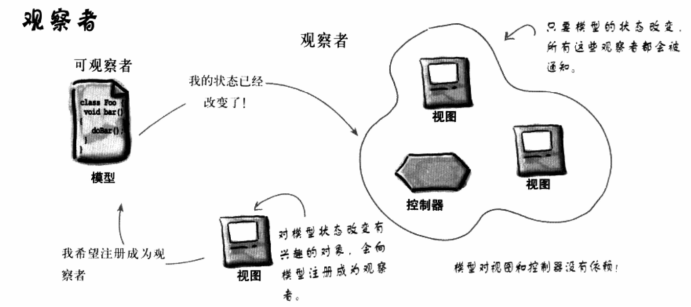 观察者
可观察者
class Foo
void bar()
doBar();
模型
我的状态已经
改变了!
观察者
视图
视图
控制器
只要模型的状态改变，
所有这些观察者都会被
通知。
我希望注册成为观
察者
视图
对模型状态改变有
兴趣的对象，会向
模型注册成为观察
者。
模型对视图和控制器没有依赖!